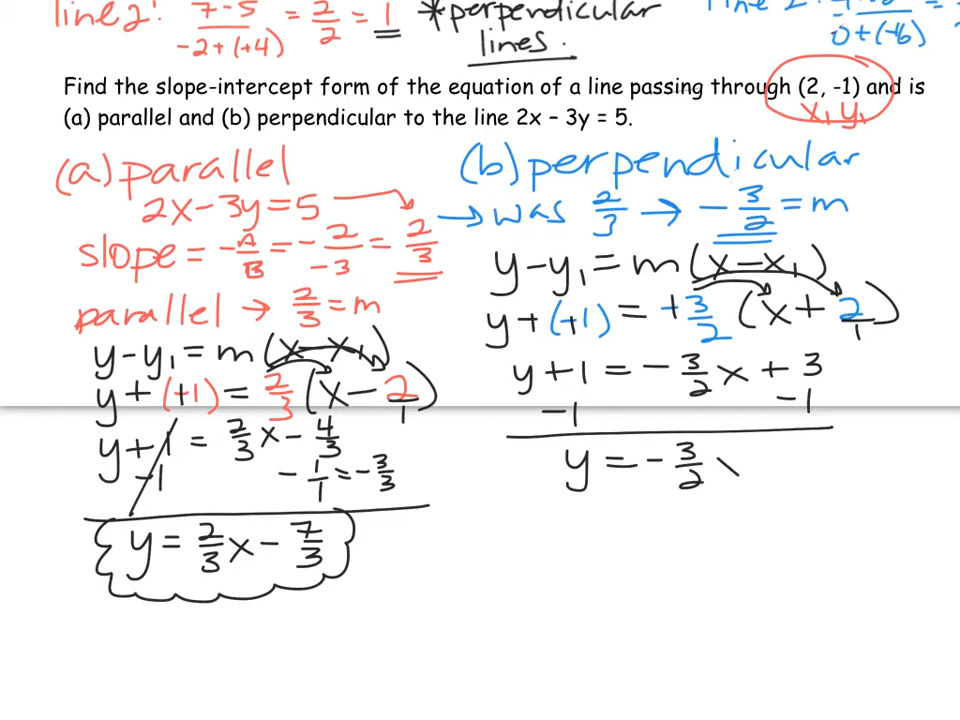 line 2: 7-5 / -2+(+4) = 2/2 = 1
*perpendicular lines.
line 2:
0+(-6)
Find the slope-intercept form of the equation of a line passing through (2, -1) and is
(a) parallel and (b) perpendicular to the line 2x – 3y = 5.
x₁ y₁
(a) parallel
2x-3y=5
slope = -A/B = -2/-3 = 2/3
parallel → 2/3 = m
y-y₁ = m(x-x₁)
y+(+1) = 2/3 (x-2/1)
y+1 = 2/3x - 4/3
-1 - 1/1 = -3/3
y = 2/3x - 7/3
(b) perpendicular
→ was 2/3 → -3/2 = m
y-y₁ = m(x-x₁)
y+(+1) = +3/2 (x+2/1)
y+1 = -3/2x + 3
-1 -1
y = -3/2